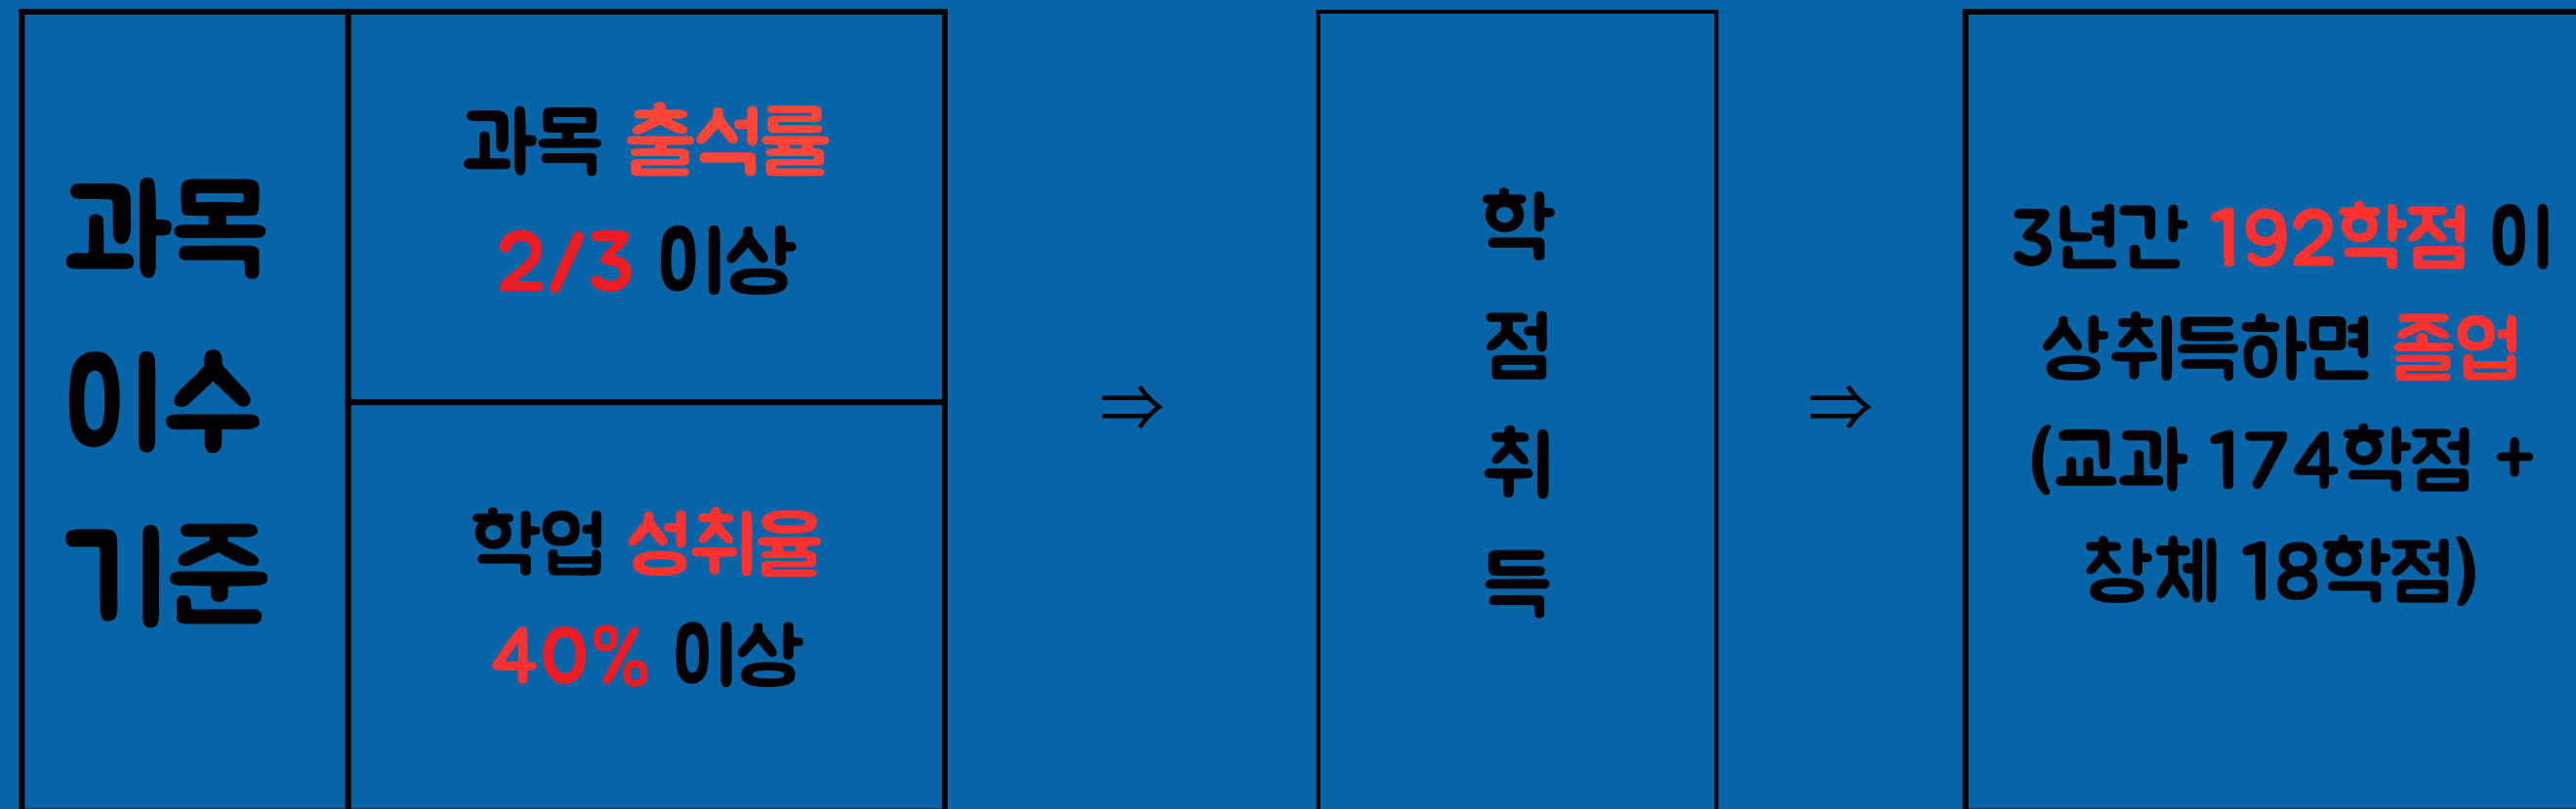 과목
이수
기준
과목 출석률
2/3 이상
학업 성취율
40% 이상
⇒
학
점
취
득
⇒
3년간 192학점 이
상취득하면 졸업
(교과 174학점 +
창체 18학점)